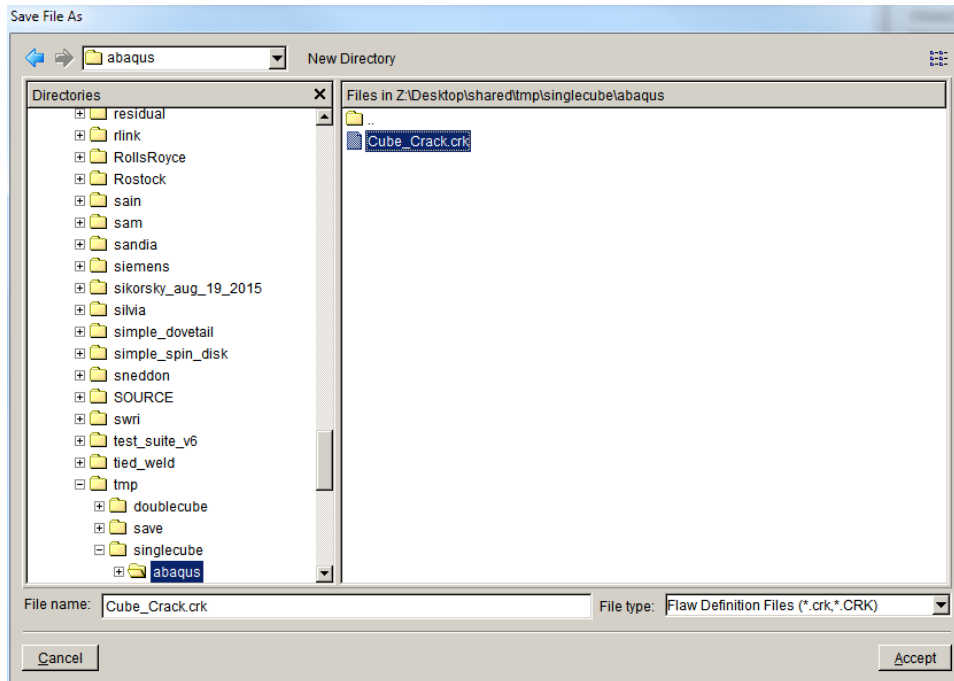 Save File As
abaqus
New Directory
Directories
Files in Z:\Desktop\shared\tmp\singlecube\abaqus
residual
rlink
RollsRoyce
Rostock
sain
sam
sandia
siemens
sikorsky_aug_19_2015
silvia
simple_dovetail
simple_spin_disk
sneddon
SOURCE
swri
test_suite_v6
tied_weld
tmp
doublecube
save
singlecube
abaqus
..
Cube_Crack.crk
File name: Cube_Crack.crk
File type: Flaw Definition Files (*.crk,*.CRK)
Cancel
Accept